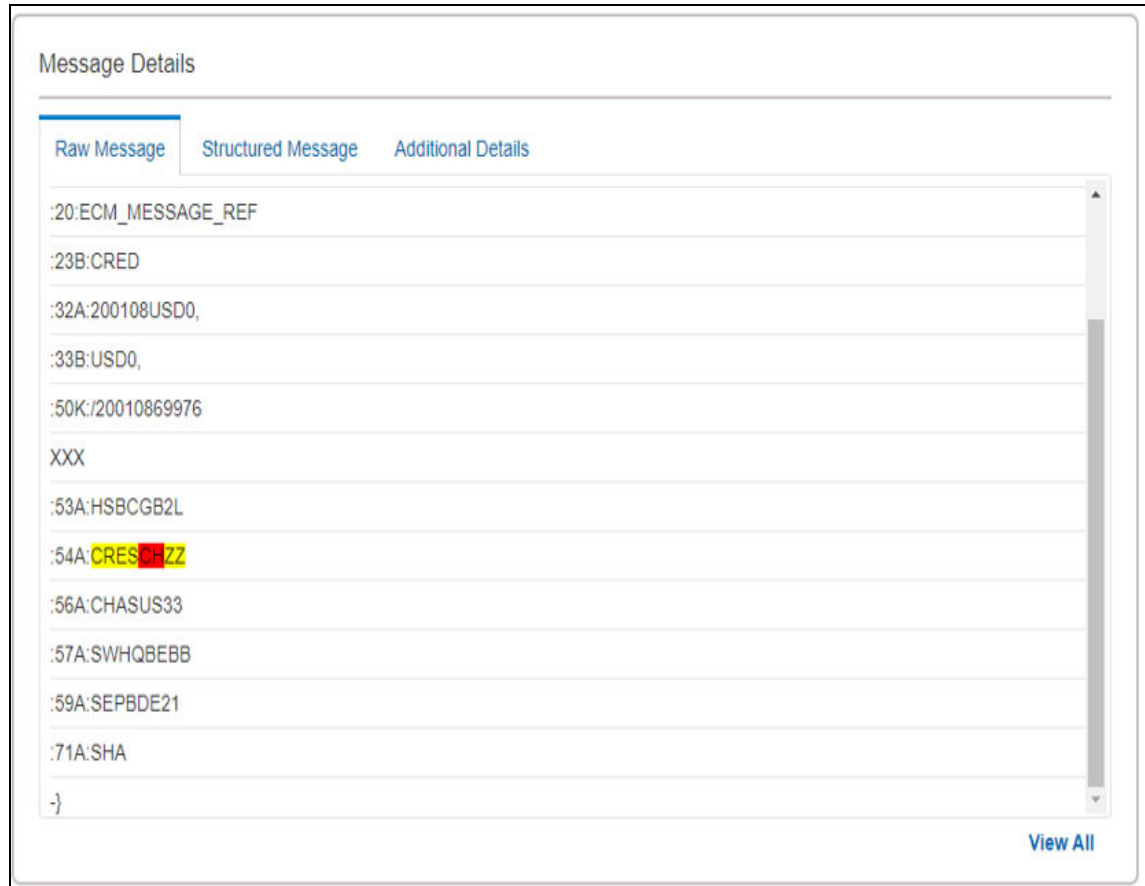 Message Details
Raw Message Structured Message Additional Details
:20:ECM_MESSAGE_REF
:23B:CRED
:32A:200108USD0,
:33B:USD0,
:50K:/20010869976
XXX
:53A:HSBCGB2L
:54A:CRESCHZZ
:56A:CHASUS33
:57A:SWHQBEBB
:59A:SEPBDE21
:71A:SHA
-}
View All